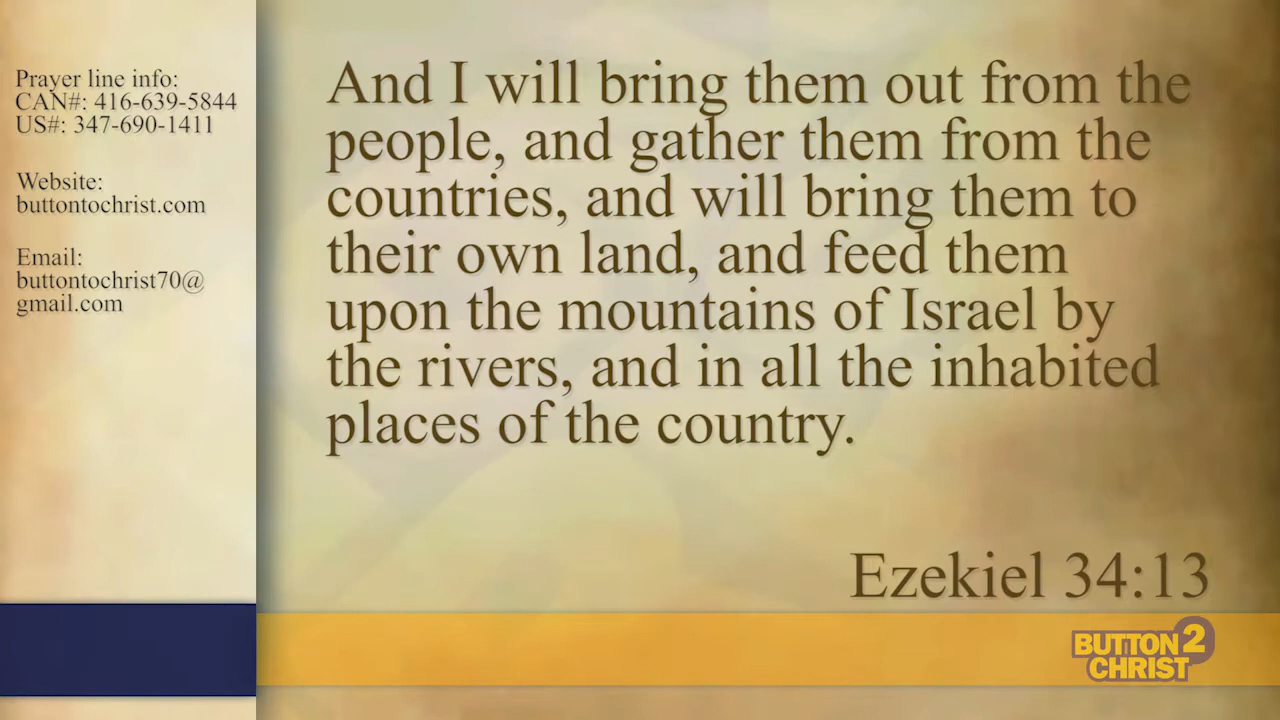 Prayer line info:
CAN#: 416-639-5844
US#: 347-690-1411
Website:
buttontochrist.com
Email:
buttontochrist70@
gmail.com
And I will bring them out from the
people, and gather them from the
countries, and will bring them to
their own land, and feed them
upon the mountains of Israel by
the rivers, and in all the inhabited
places of the country.
Ezekiel 34:13
BUTTON 2
CHRIST